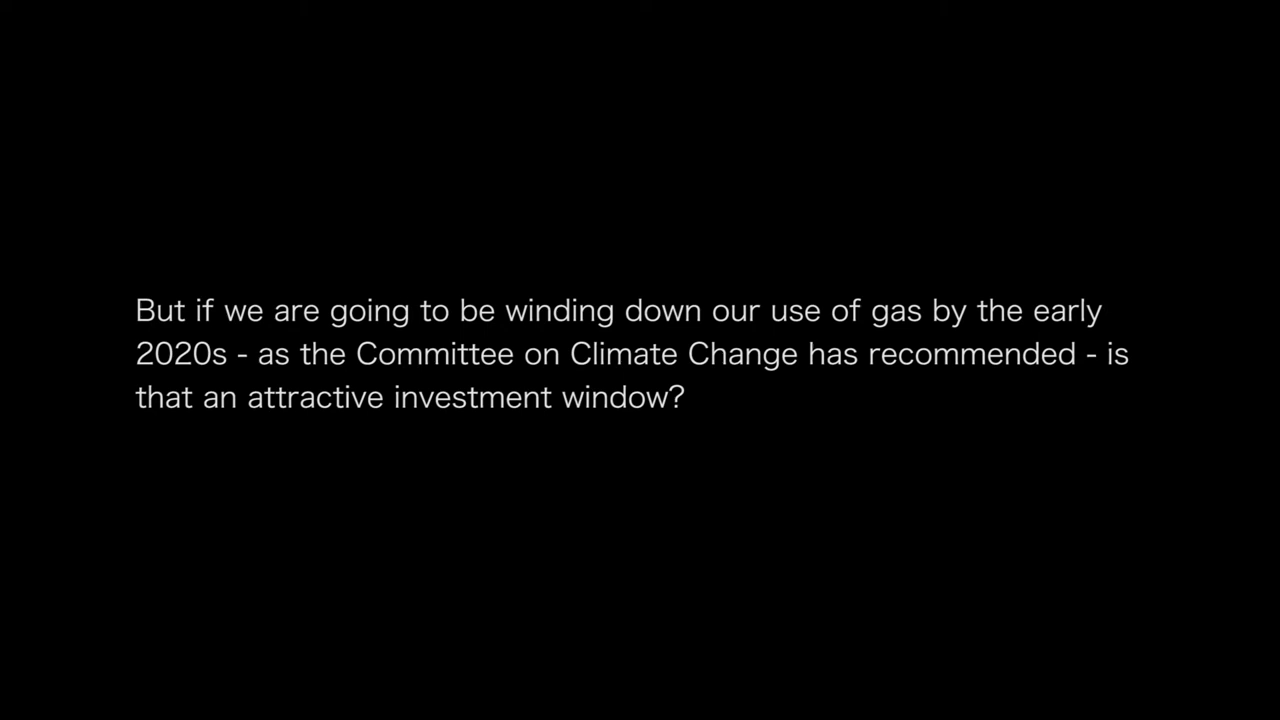 But if we are going to be winding down our use of gas by the early
2020s - as the Committee on Climate Change has recommended - is
that an attractive investment window?